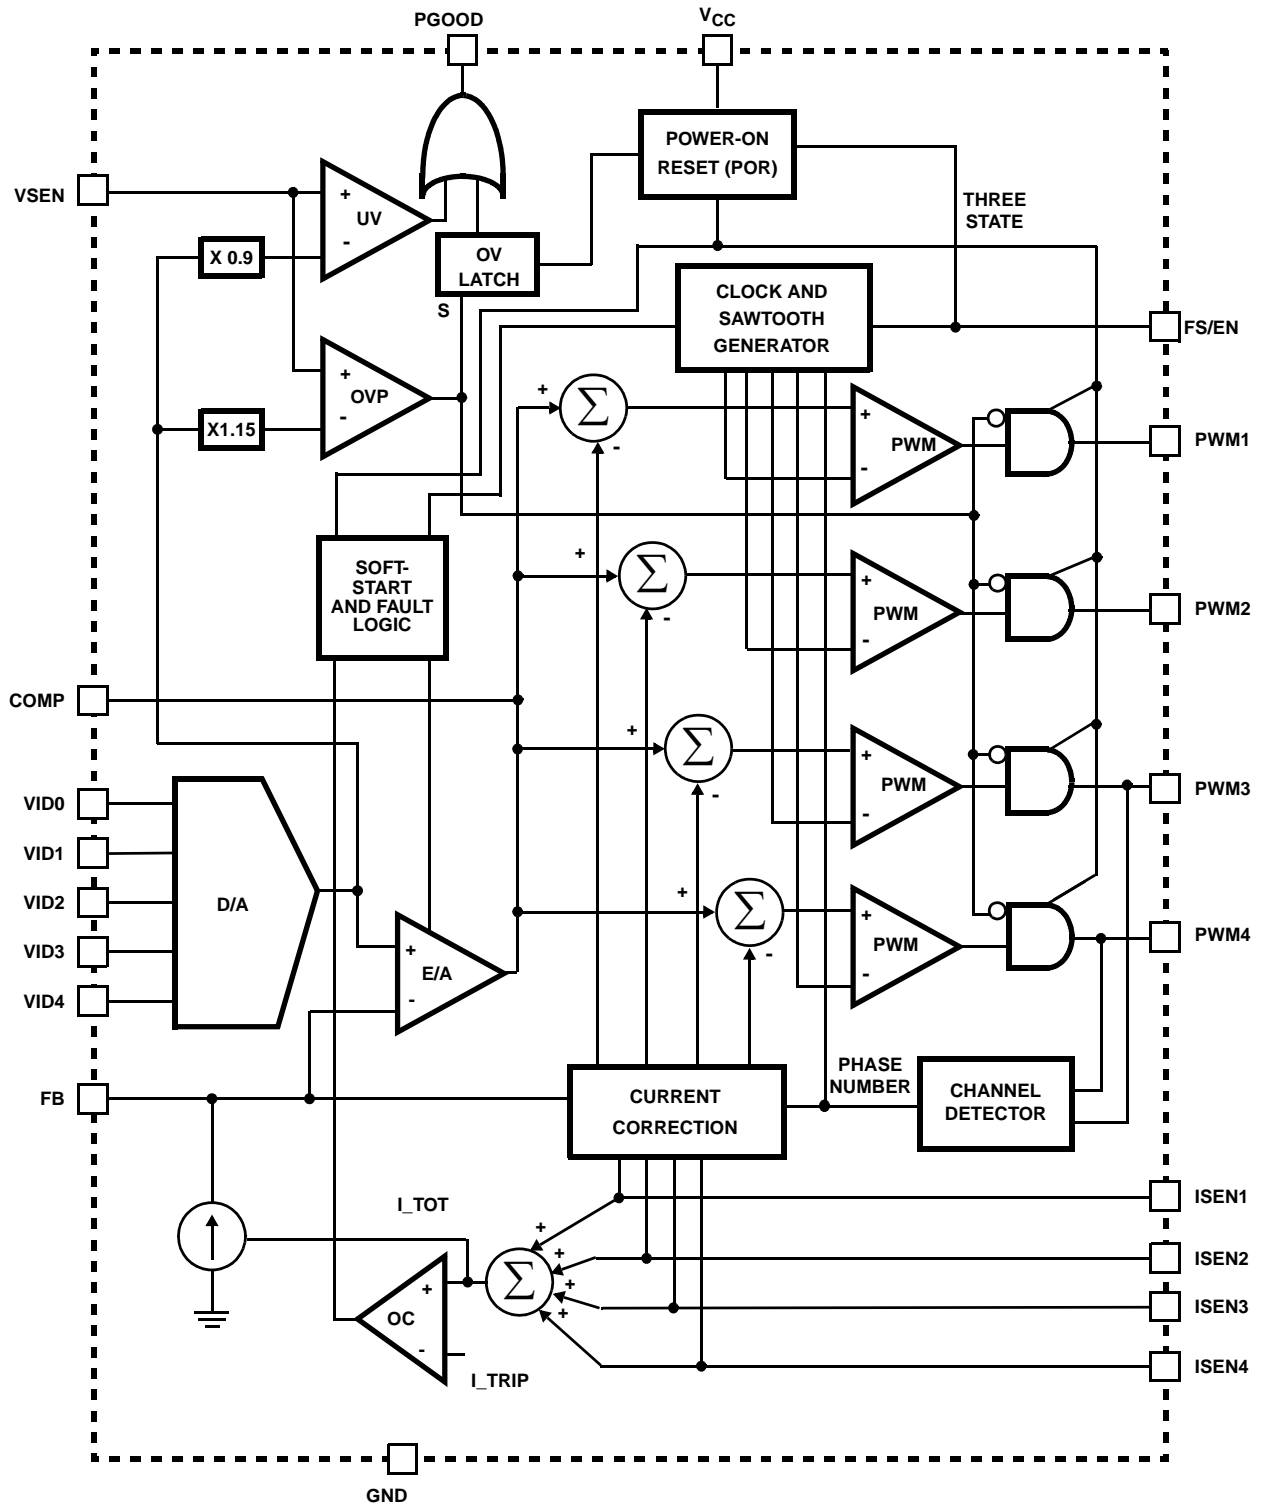 PGOOD
VCC
POWER-ON
RESET (POR)
VSEN
+
UV
-
THREE
STATE
X 0.9
OV
LATCH
S
CLOCK AND
SAWTOOTH
GENERATOR
FS/EN
+
OVP
-
X1.15
+
Σ
-
+
PWM
-
PWM1
SOFT-
START
AND FAULT
LOGIC
+
Σ
-
+
PWM
-
PWM2
COMP
+
Σ
-
+
PWM
-
PWM3
VID0
VID1
VID2
VID3
VID4
D/A
+
E/A
-
+
Σ
-
+
PWM
-
PWM4
FB
CURRENT
CORRECTION
PHASE
NUMBER
CHANNEL
DETECTOR
I_TOT
+
+
+
+
Σ
ISEN1
ISEN2
ISEN3
ISEN4
+
OC
-
I_TRIP
GND